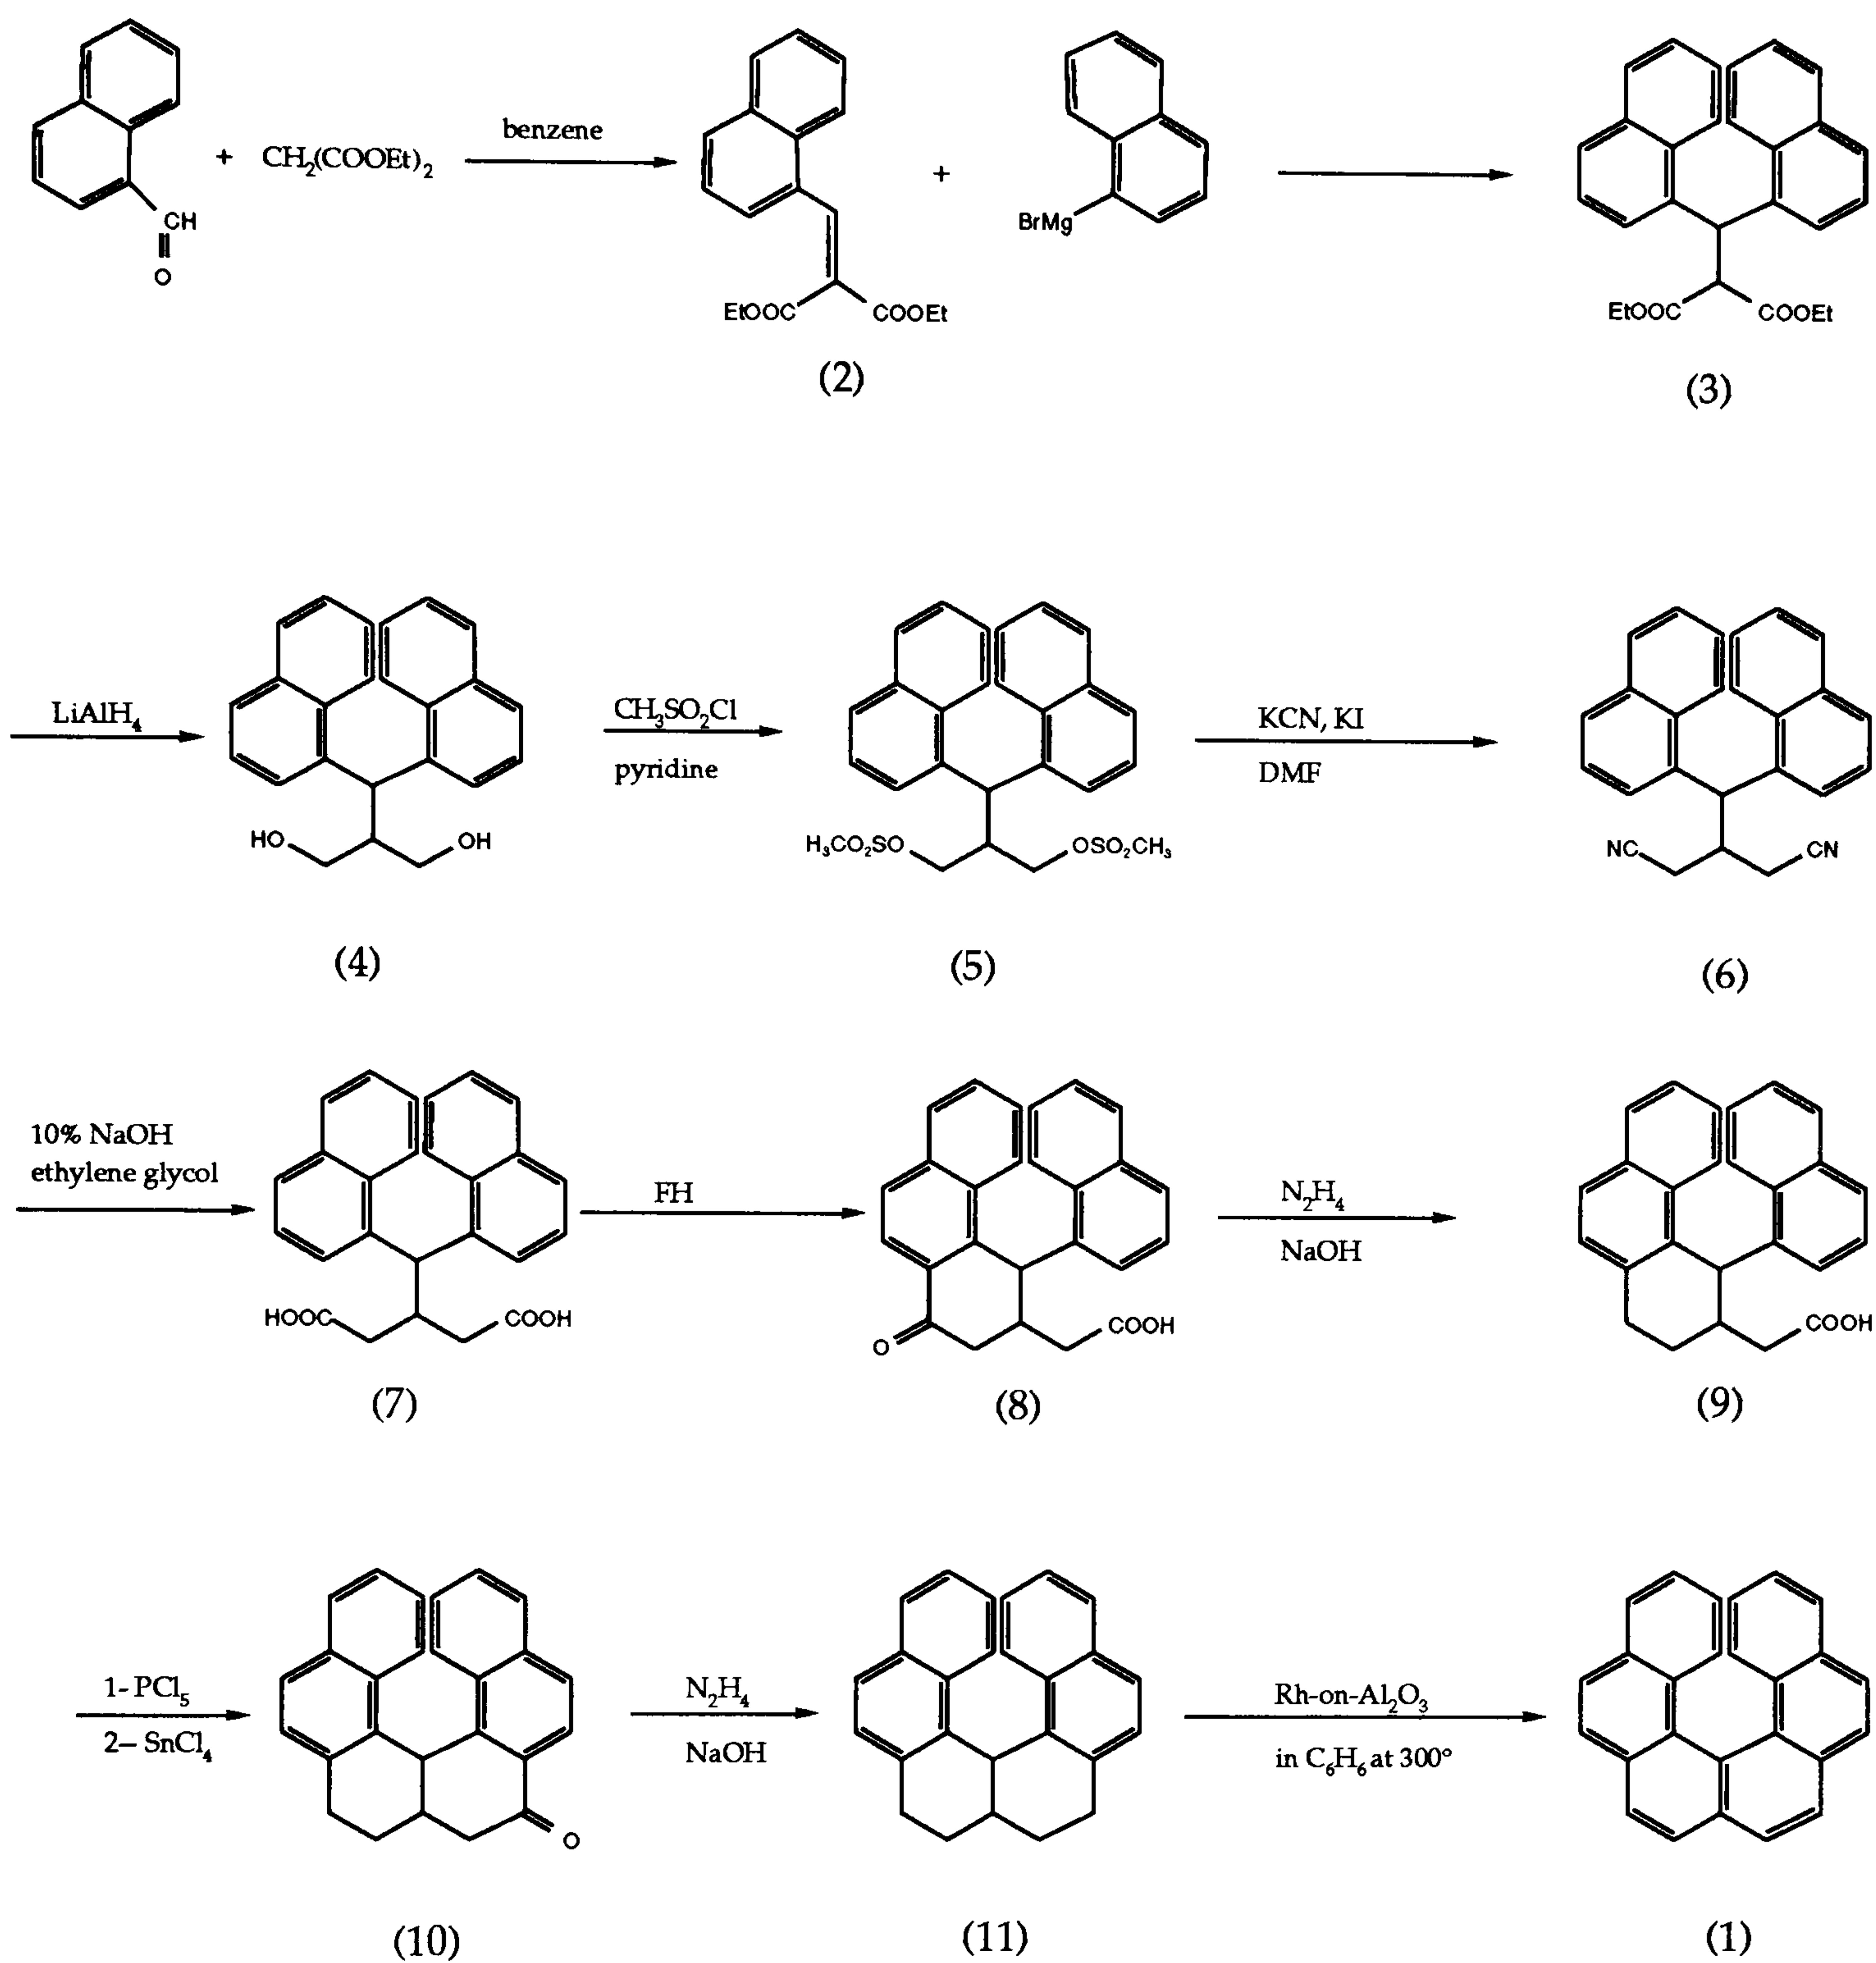 CH
O
+
CH₂(COOEt)₂
benzene
EtOOC
COOEt
(2)
+
BrMg
EtOOC
COOEt
(3)
LiAlH₄
HO
OH
(4)
CH₃SO₂Cl
pyridine
H₃CO₂SO
OSO₂CH₃
(5)
KCN, KI
DMF
NC
CN
(6)
10% NaOH
ethylene glycol
HOOC
COOH
(7)
FH
O
COOH
(8)
N₂H₄
NaOH
COOH
(9)
1- PCl₅
2– SnCl₄
O
(10)
N₂H₄
NaOH
(11)
Rh-on-Al₂O₃
in C₆H₆ at 300°
(1)